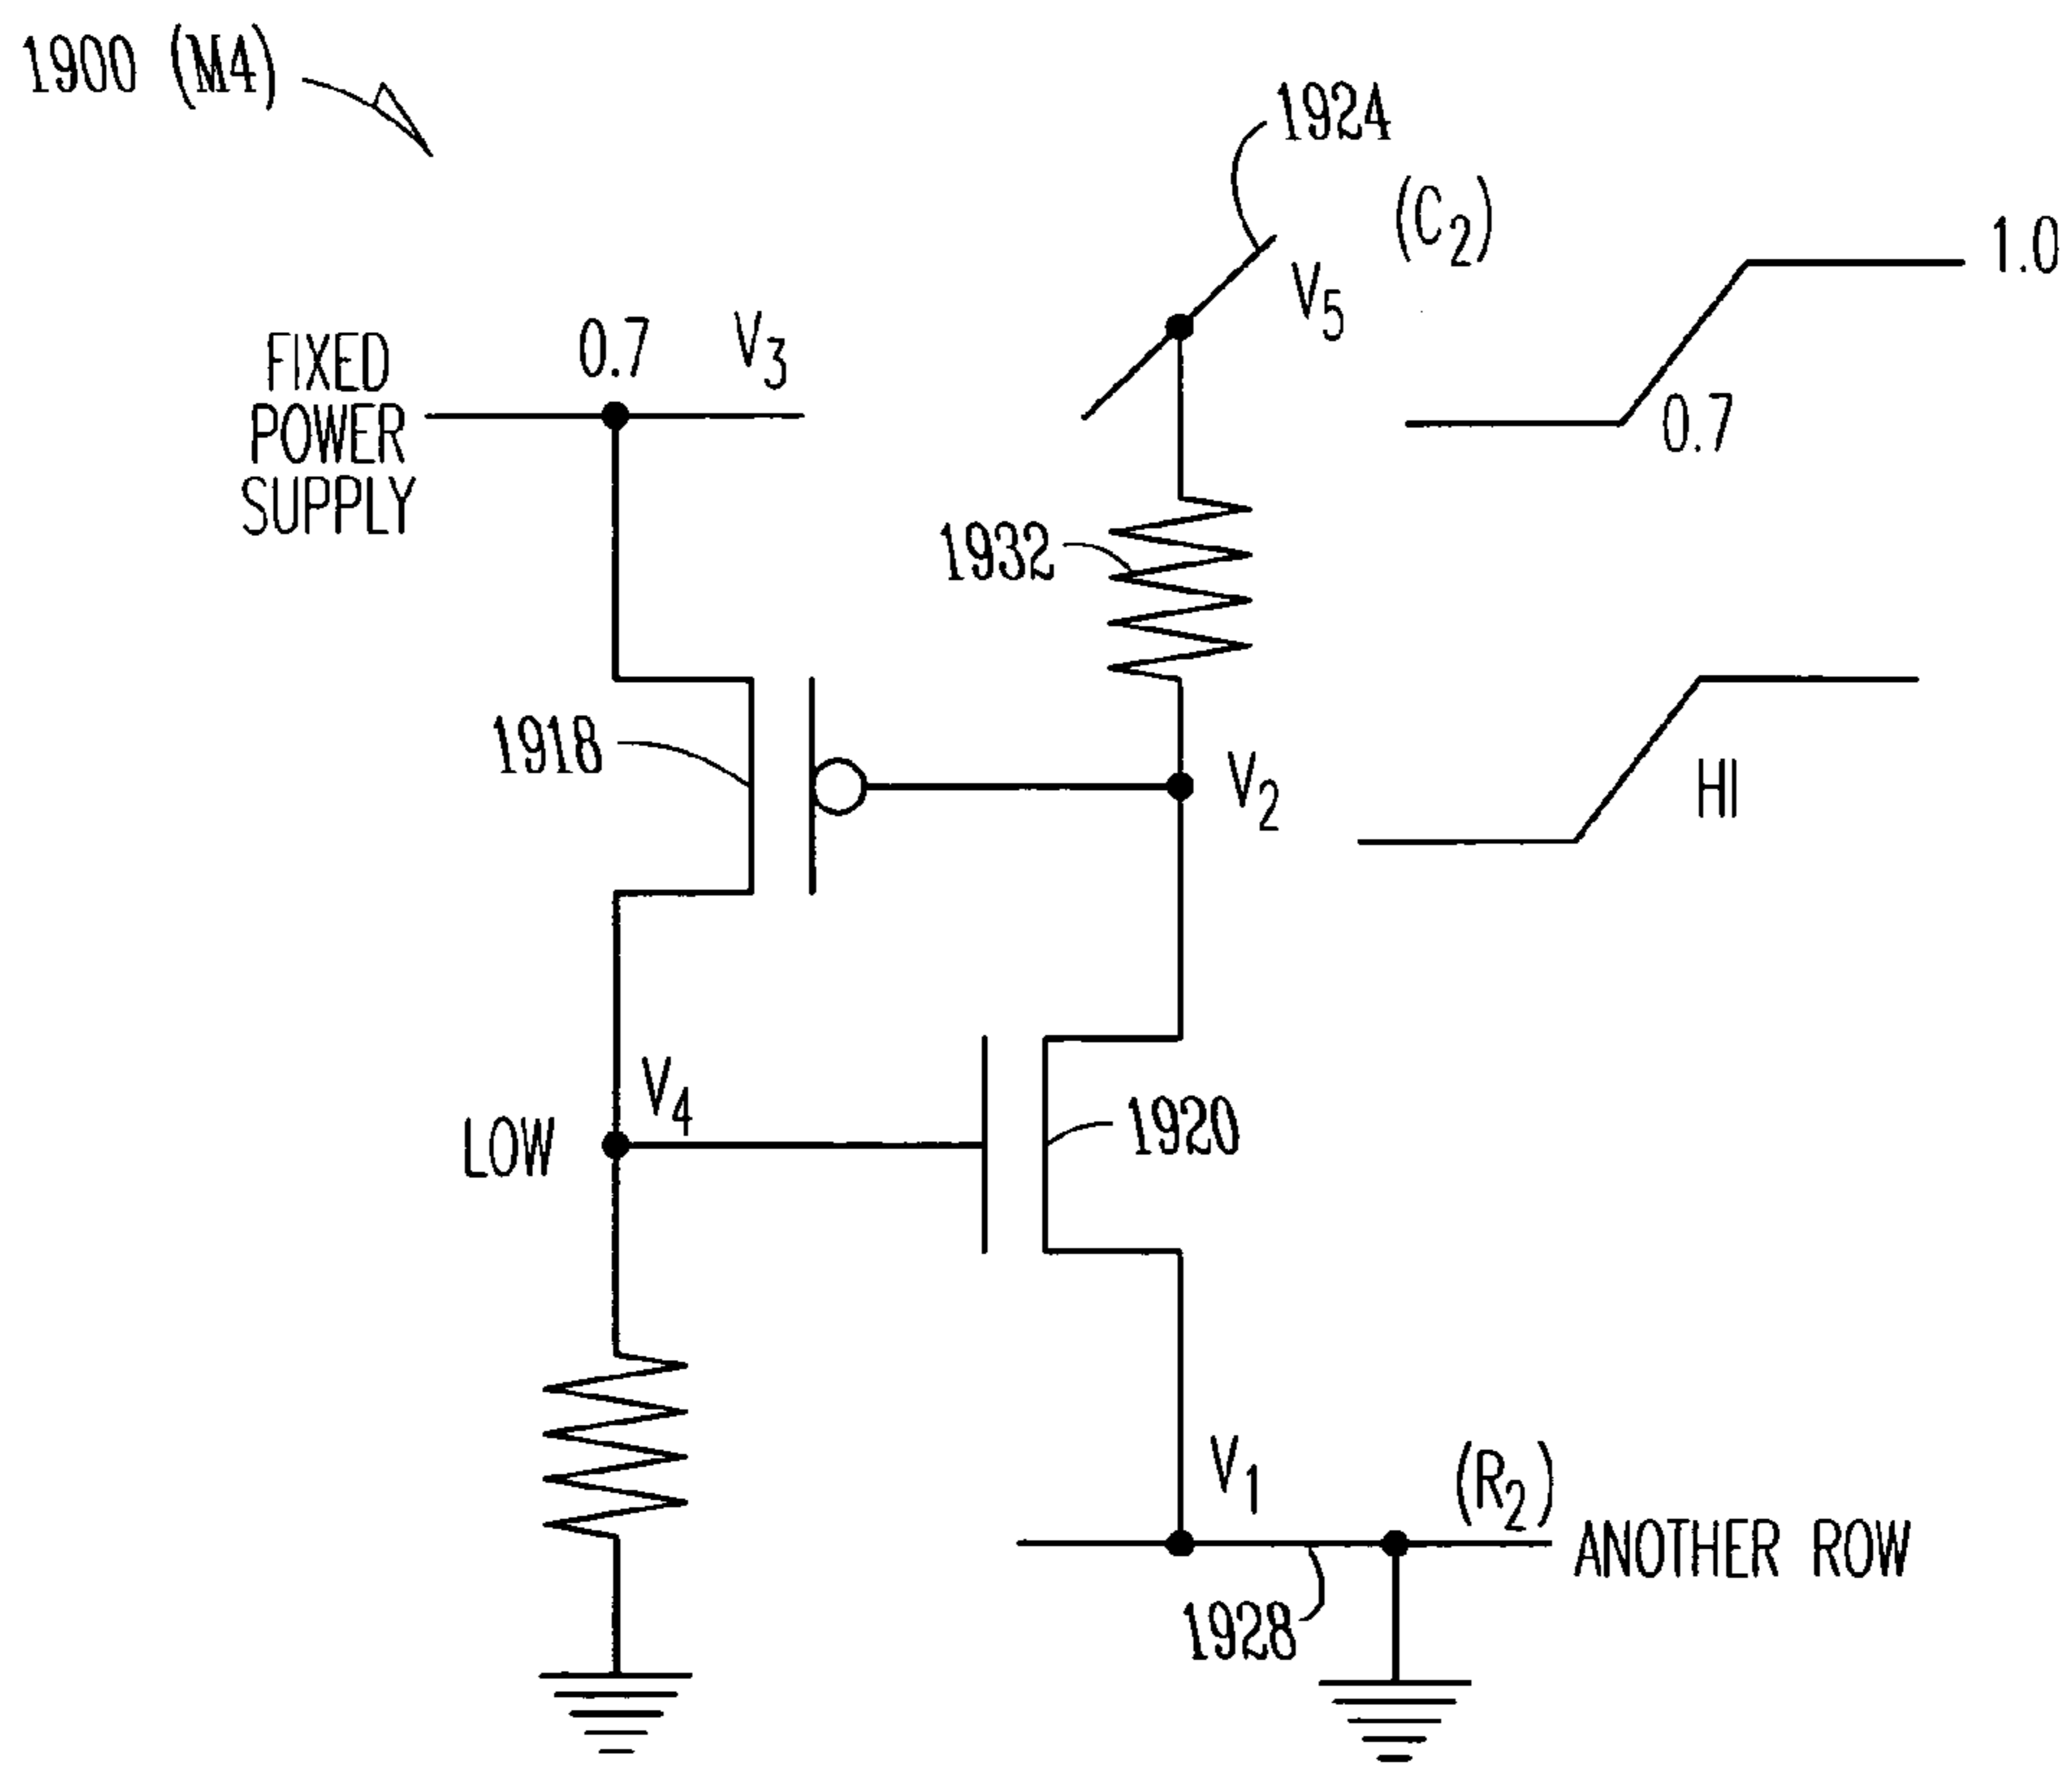 1900 (M4)
1924
(C2)
V5
1.0
0.7
FIXED
POWER
SUPPLY
0.7
V3
1932
1918
V2
HI
V4
LOW
1920
V1
(R2)
ANOTHER ROW
1928